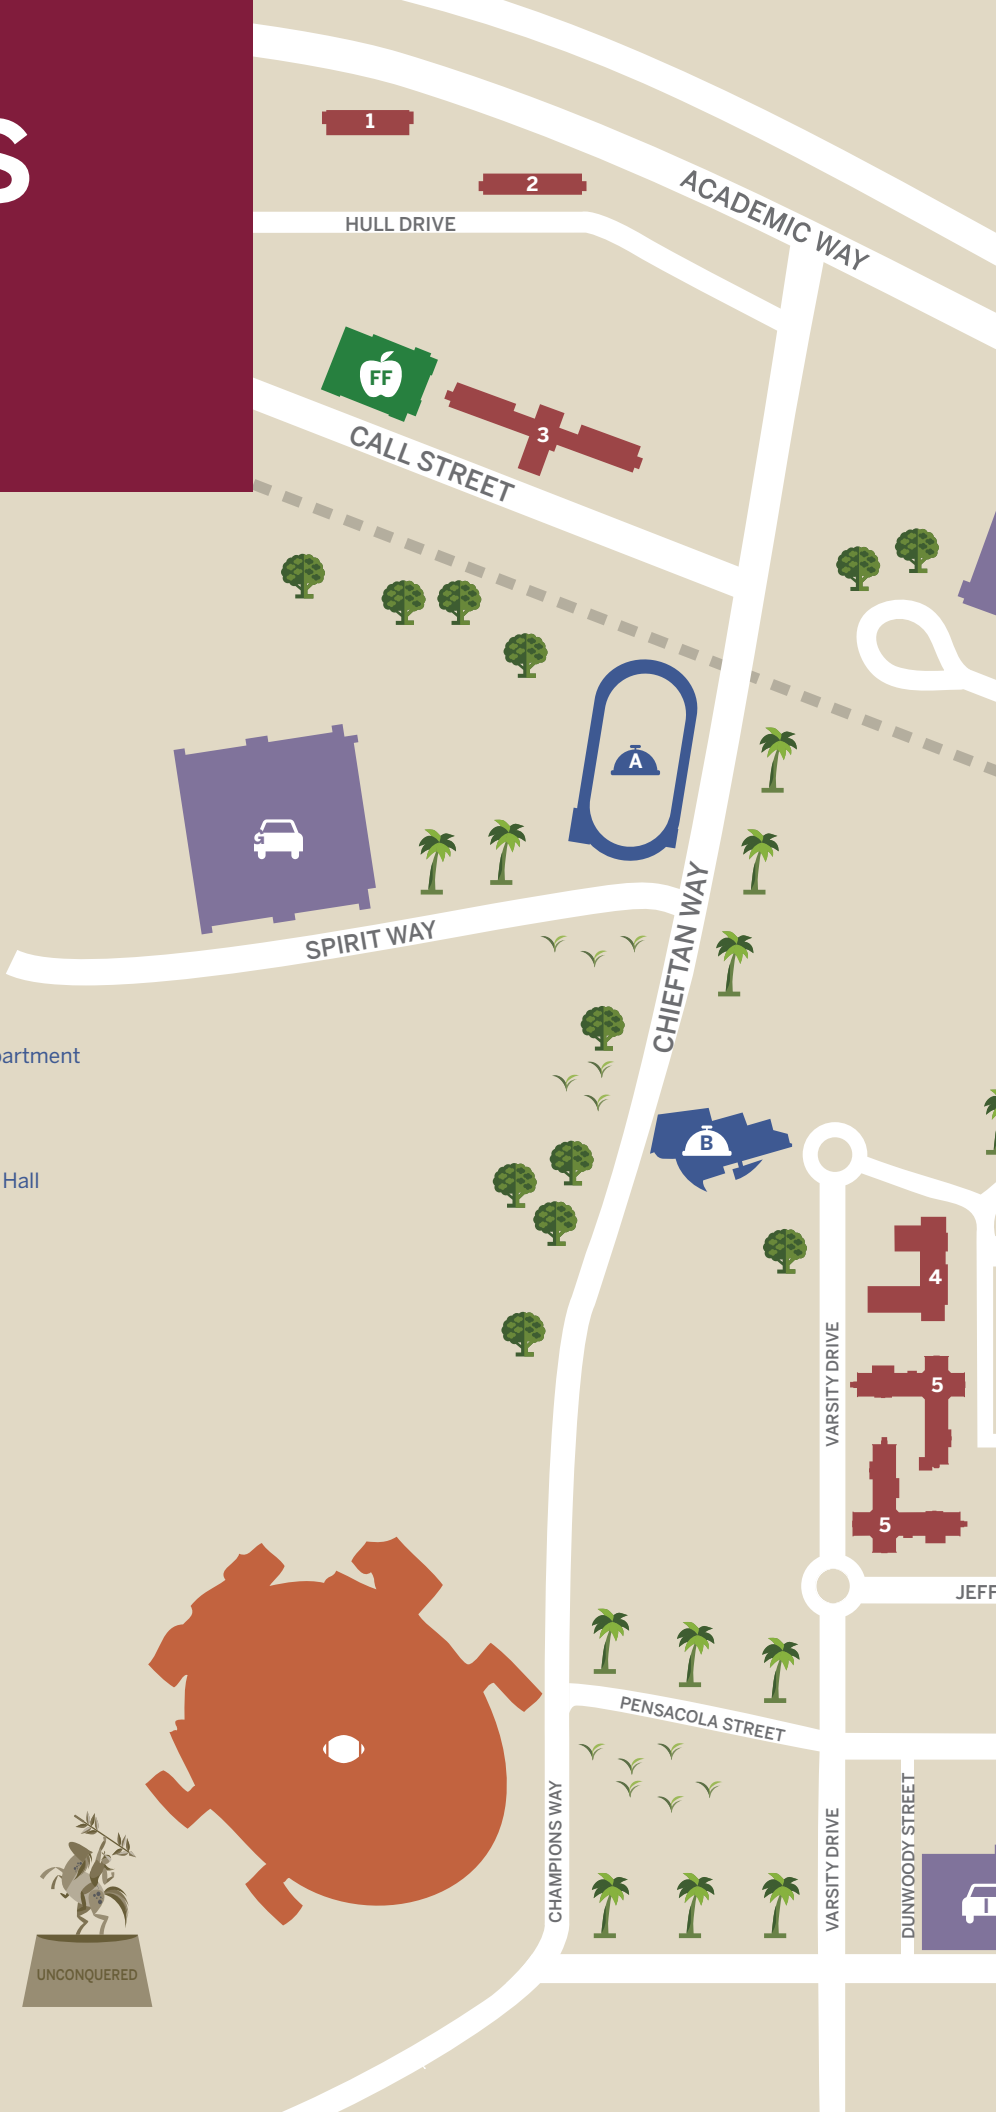 S
1
2
ACADEMIC WAY
HULL DRIVE
FF
3
CALL STREET
A
G
CHIEFTAN WAY
SPIRIT WAY
partment
B
Hall
4
VARSITY DRIVE
5
5
JEFF
PENSACOLA STREET
CHAMPIONS WAY
VARSITY DRIVE
DUNWOODY STREET
I
UNCONQUERED